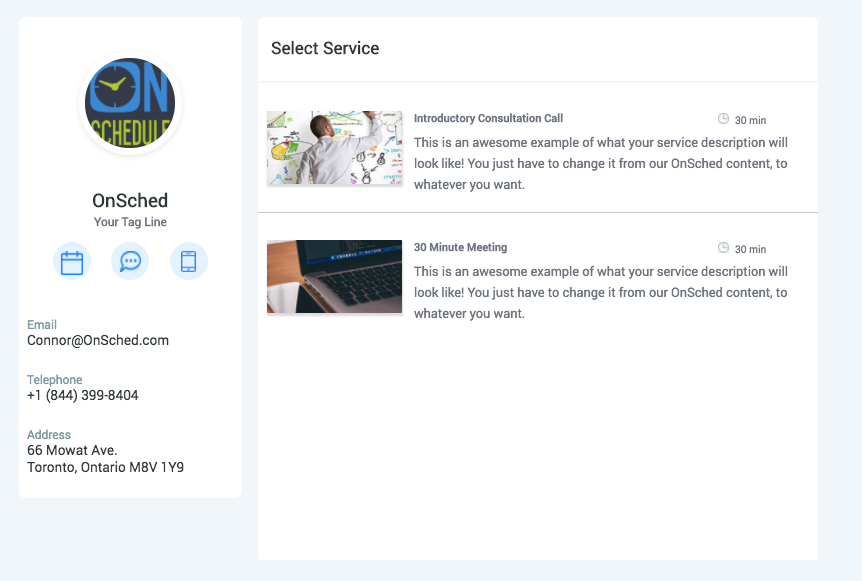 ON
SCHEDULE
OnSched
Your Tag Line
Email
Connor@OnSched.com
Telephone
+1 (844) 399-8404
Address
66 Mowat Ave.
Toronto, Ontario M8V 1Y9
Select Service
Introductory Consultation Call
30 min
This is an awesome example of what your service description will
look like! You just have to change it from our OnSched content, to
whatever you want.
30 Minute Meeting
30 min
This is an awesome example of what your service description will
look like! You just have to change it from our OnSched content, to
whatever you want.